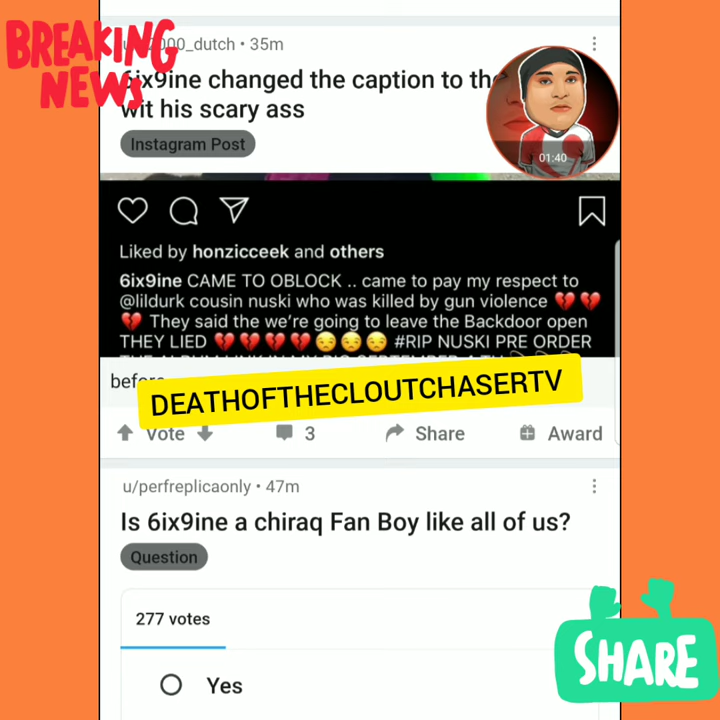 BREAKING
NEWS
000_dutch • 35m
6ix9ine changed the caption to
wit his scary ass
Instagram Post
01:40
Liked by honzicceek and others
6ix9ine CAME TO OBLOCK .. came to pay my respect to
@lildurk cousin nuski who was killed by gun violence 💔 💔
💔 They said the we're going to leave the Backdoor open
THEY LIED 💔 💔 💔 💔 😒 😒 😒 #RIP NUSKI PRE ORDER
before
DEATHOFTHECLOUTCHASERTV
Vote
3
Share
Award
u/perfreplicaonly • 47m
Is 6ix9ine a chiraq Fan Boy like all of us?
Question
277 votes
Yes
SHARE